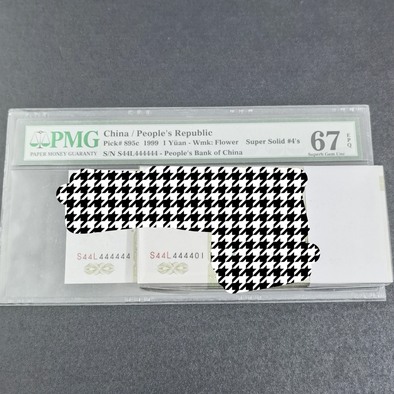 PMG
PAPER MONEY GUARANTY
China / People's Republic
Pick# 895c 1999 1 Yüan - Wmk: Flower Super Solid #4's
S/N S44L444444 - People's Bank of China
67 EPQ
Superb Gem Unc
S44L444444
S44L444401